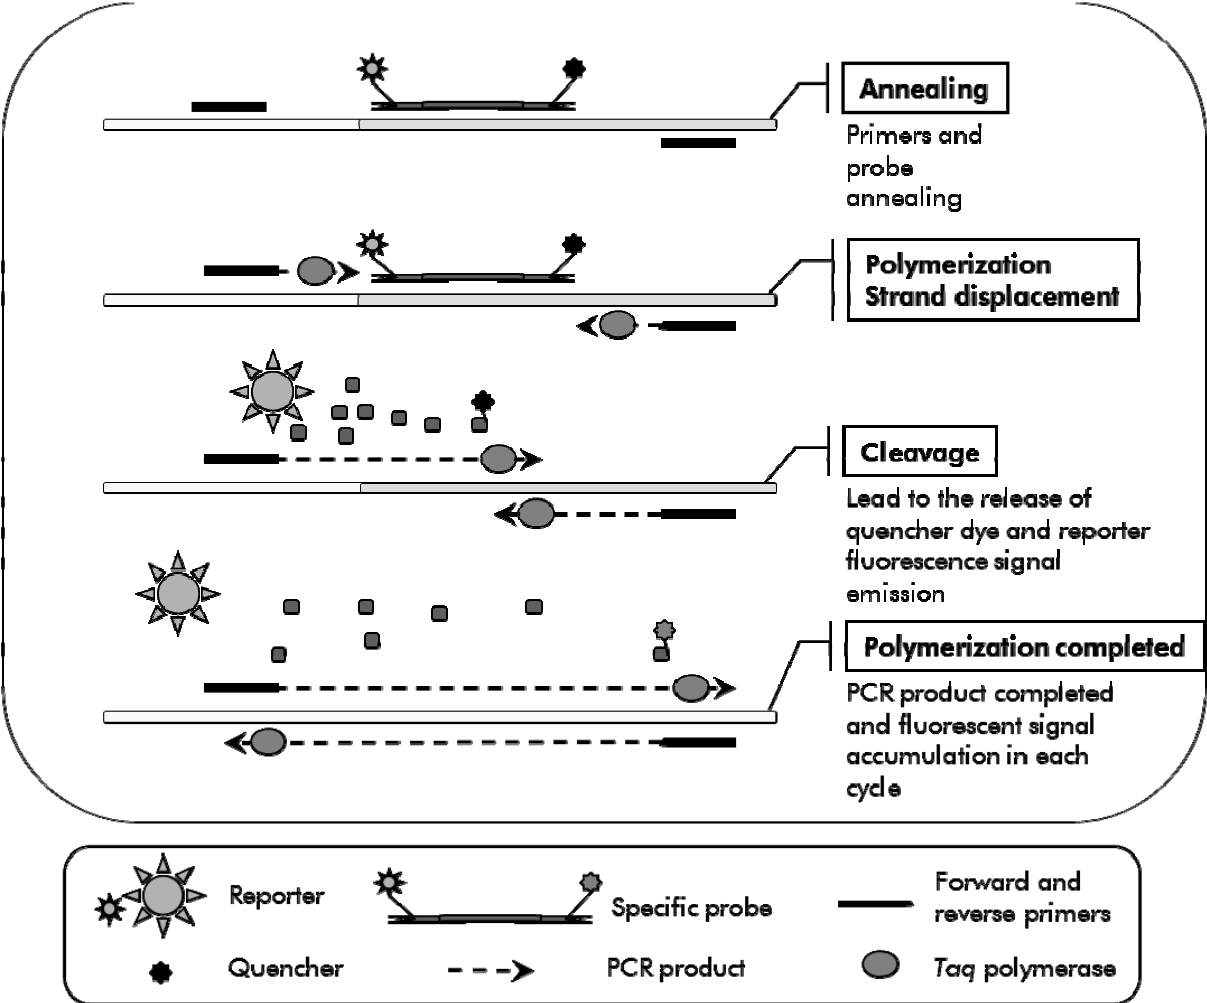 Annealing
Primers and
probe
annealing
Polymerization
Strand displacement
Cleavage
Lead to the release of
quencher dye and reporter
fluorescence signal
emission
Polymerization completed
PCR product completed
and fluorescent signal
accumulation in each
cycle
Reporter
Specific probe
Forward and
reverse primers
Quencher
PCR product
Taq polymerase